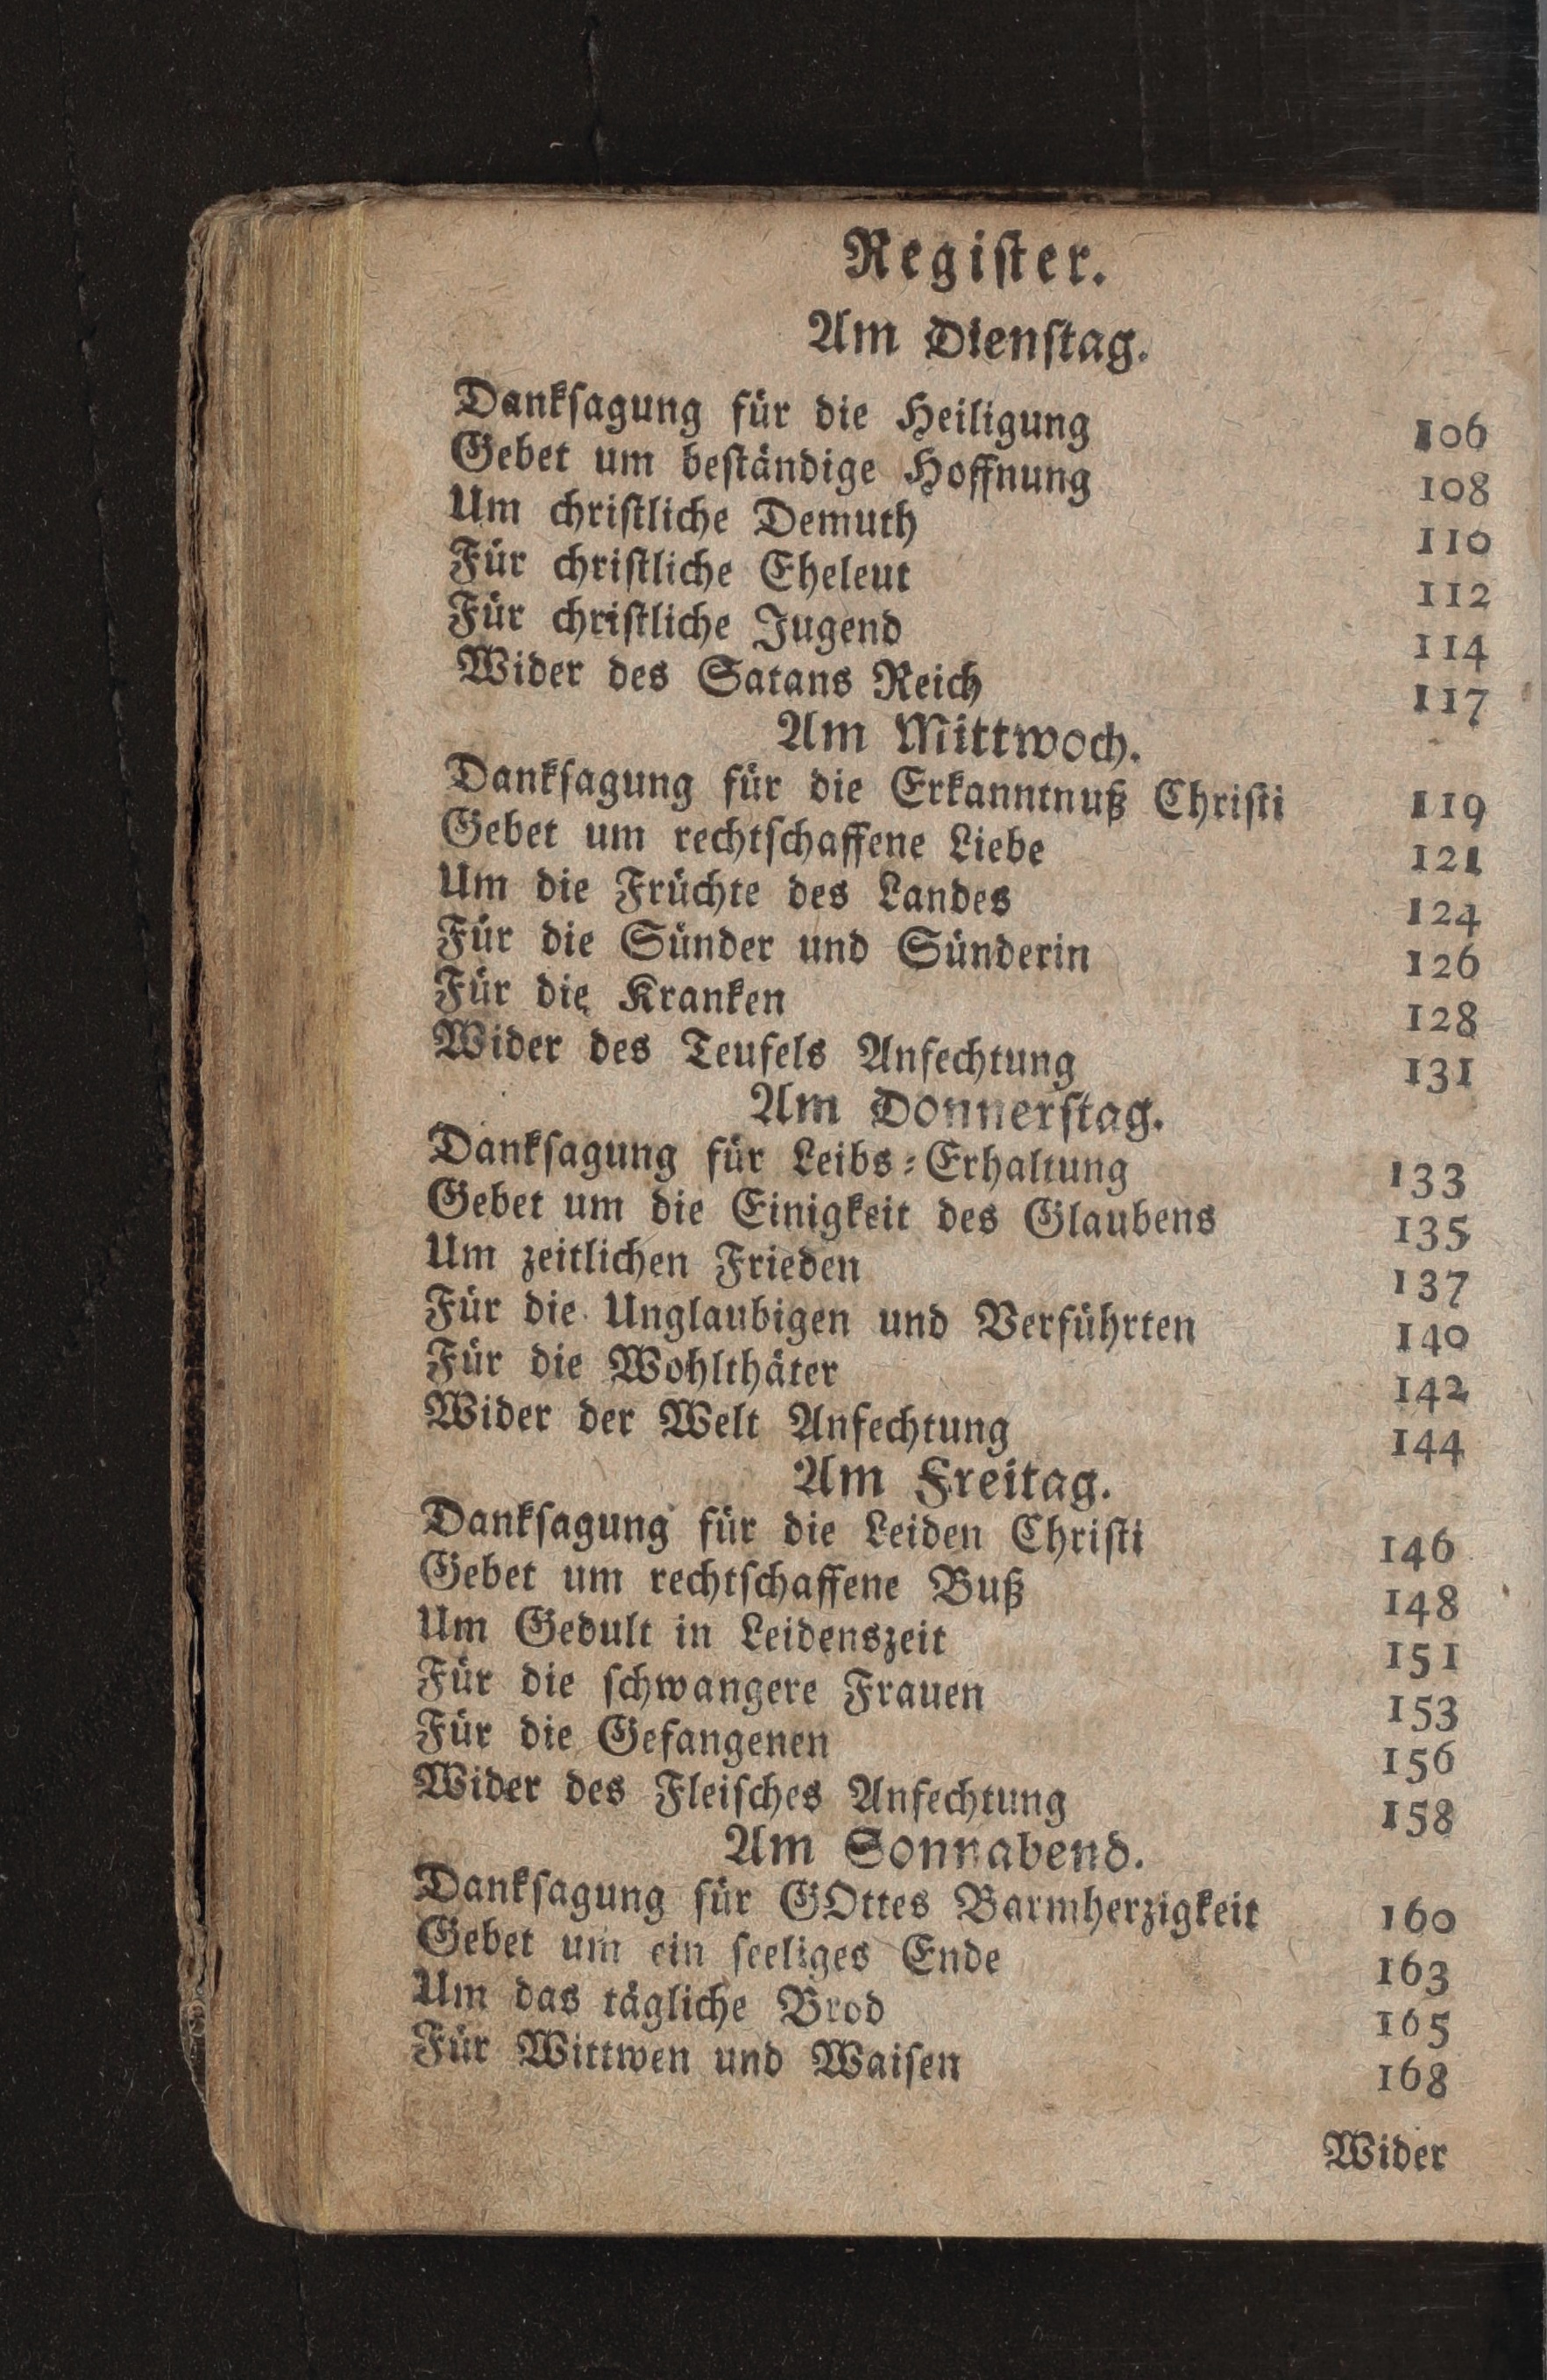 Regiſter.
Am Dienſtag.
Dankſagung für die Heiligung 106
Gebet um beſtändige Hoffnung 108
Um chriſtliche Demuth 110
Für chriſtliche Eheleut 112
Für chriſtliche Jugend 114
Wider des Satans Reich 117
Am Mittwoch.
Dankſagung für die Erkanntnuß Chriſti 119
Gebet um rechtſchaffene Liebe 121
Um die Früchte des Landes 124
Für die Sünder und Sünderin 126
Für die Kranken 128
Wider des Teufels Anfechtung 131
Am Donnerſtag.
Dankſagung für Leibs-Erhaltung 133
Gebet um die Einigkeit des Glaubens 135
Um zeitlichen Frieden 137
Für die Unglaubigen und Verführten 140
Für die Wohlthäter 142
Wider der Welt Anfechtung 144
Am Freitag.
Dankſagung für die Leiden Chriſti 146
Gebet um rechtſchaffene Buß 148
Um Gedult in Leidenszeit 151
Für die ſchwangere Frauen 153
Für die Gefangenen 156
Wider des Fleiſches Anfechtung 158
Am Sonnabend.
Dankſagung für GOttes Barmherzigkeit 160
Gebet um ein ſeeliges Ende 163
Um das tägliche Brod 165
Für Wittwen und Waiſen 168
Wider